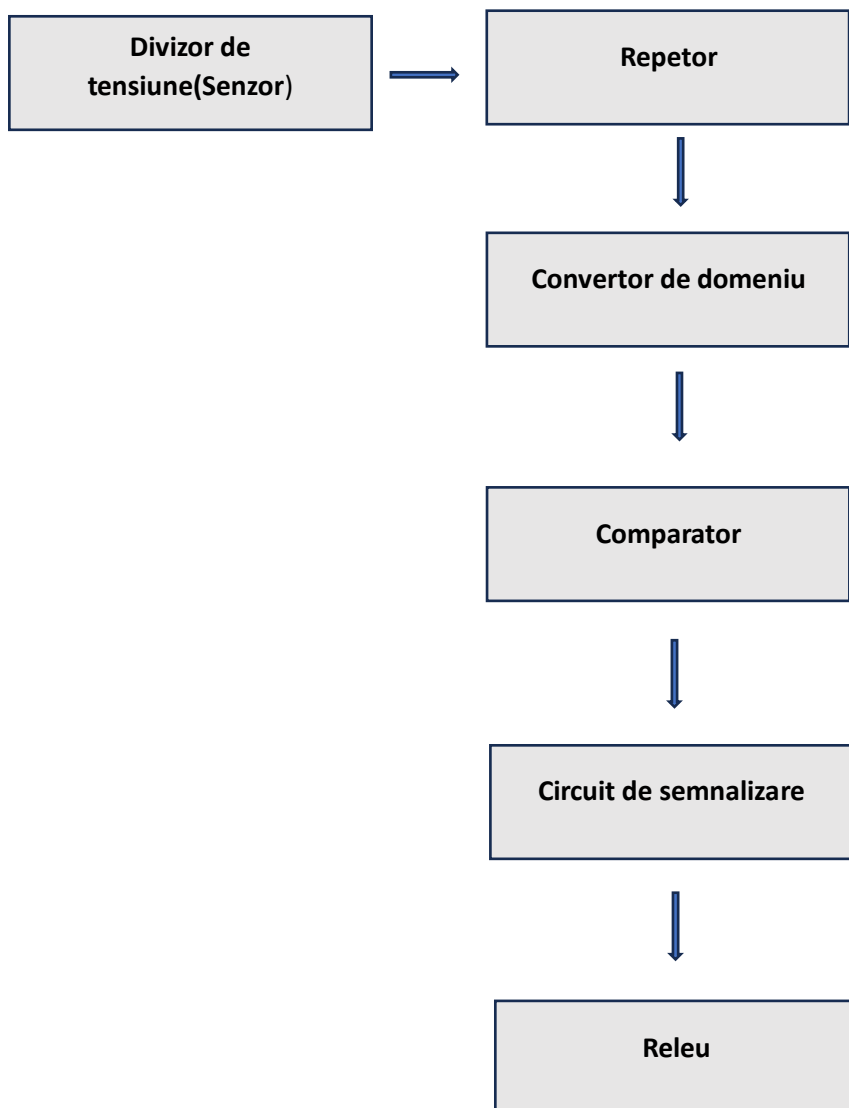 Divizor de
tensiune(Senzor)
Repetor
Convertor de domeniu
Comparator
Circuit de semnalizare
Releu